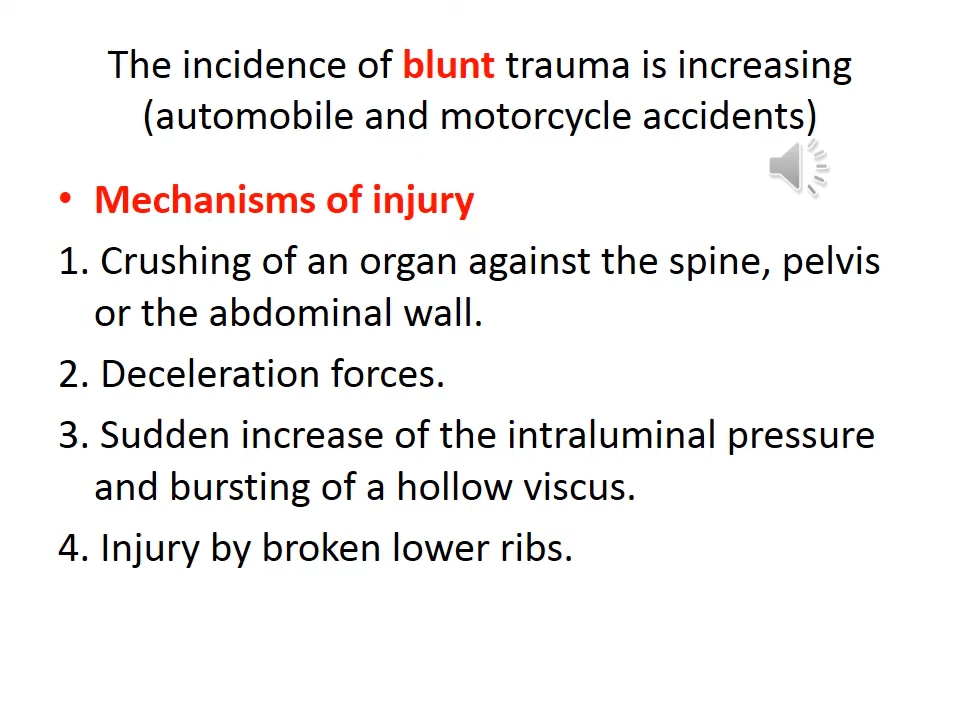 The incidence of blunt trauma is increasing
(automobile and motorcycle accidents)
• Mechanisms of injury
1. Crushing of an organ against the spine, pelvis
or the abdominal wall.
2. Deceleration forces.
3. Sudden increase of the intraluminal pressure
and bursting of a hollow viscus.
4. Injury by broken lower ribs.